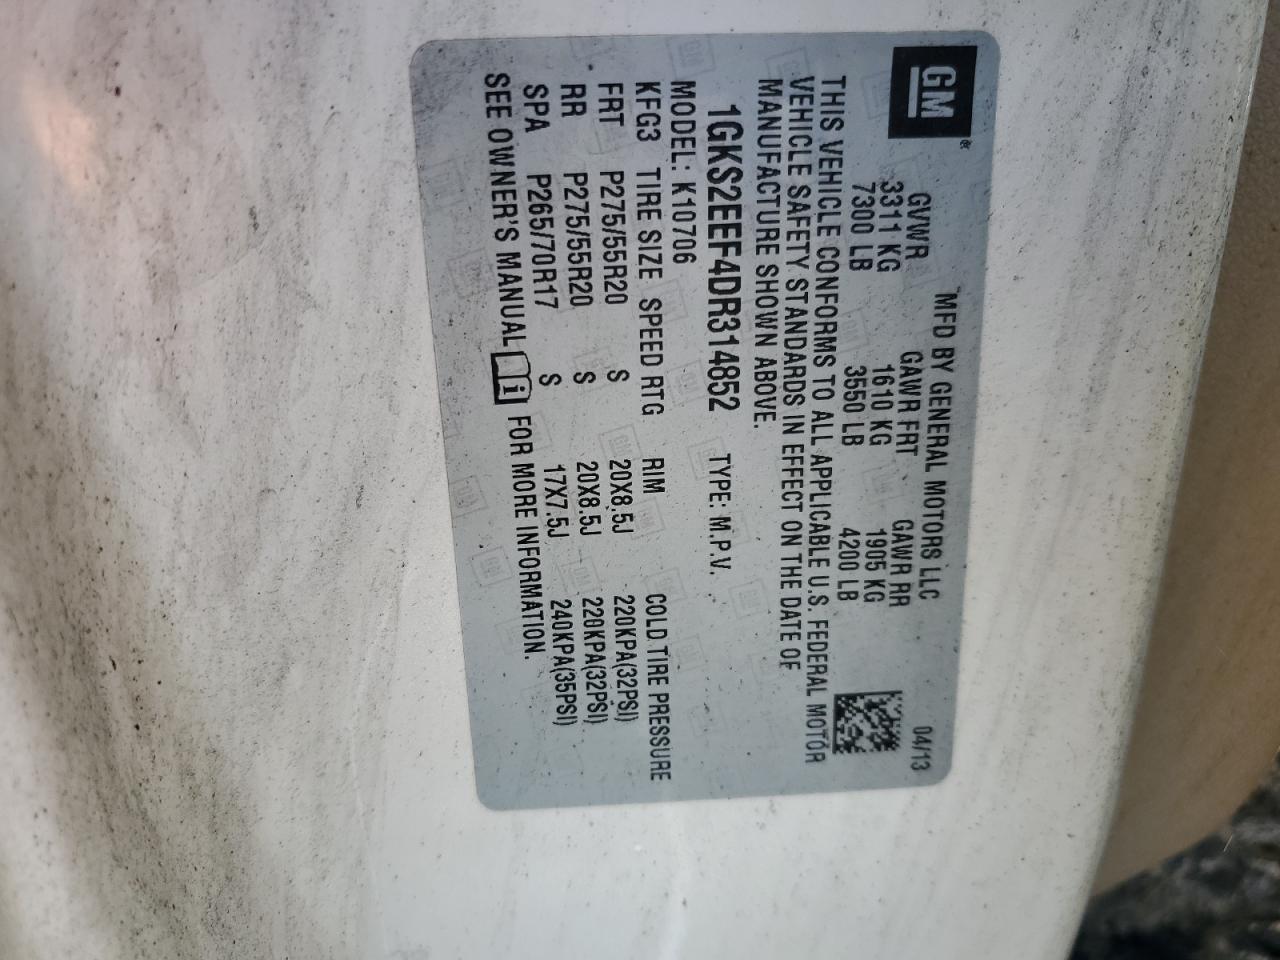 GM
MFD BY GENERAL MOTORS LLC 04/13
GVWR GAWR FRT GAWR RR
3311 KG 1610 KG 1905 KG
7300 LB 3550 LB 4200 LB
THIS VEHICLE CONFORMS TO ALL APPLICABLE U.S. FEDERAL MOTOR
VEHICLE SAFETY STANDARDS IN EFFECT ON THE DATE OF
MANUFACTURE SHOWN ABOVE.
1GKS2EEF4DR314852 TYPE: M.P.V.
MODEL: K10706
KFG3 TIRE SIZE SPEED RTG RIM COLD TIRE PRESSURE
FRT P275/55R20 S 20X8.5J 220KPA(32PSI)
RR P275/55R20 S 20X8.5J 220KPA(32PSI)
SPA P265/70R17 S 17X7.5J 240KPA(35PSI)
SEE OWNER'S MANUAL i FOR MORE INFORMATION.